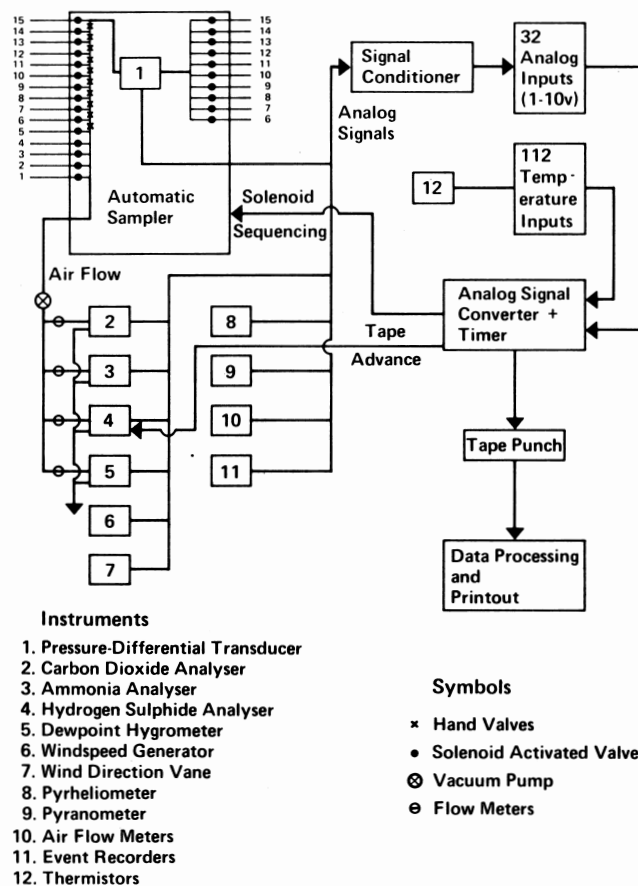 15
14
13
12
11
10
9
8
7
6
5
4
3
2
1
1
15
14
13
12
11
10
9
8
7
6
Automatic
Sampler
Signal
Conditioner
32
Analog
Inputs
(1-10v)
Analog
Signals
12
112
Temp-
erature
Inputs
Solenoid
Sequencing
Air Flow
Analog Signal
Converter +
Timer
Tape
Advance
2
3
4
5
6
7
8
9
10
11
Tape Punch
Data Processing
and
Printout
Instruments
1. Pressure-Differential Transducer
2. Carbon Dioxide Analyser
3. Ammonia Analyser
4. Hydrogen Sulphide Analyser
5. Dewpoint Hygrometer
6. Windspeed Generator
7. Wind Direction Vane
8. Pyrheliometer
9. Pyranometer
10. Air Flow Meters
11. Event Recorders
12. Thermistors
Symbols
Hand Valves
Solenoid Activated Valve
Vacuum Pump
Flow Meters